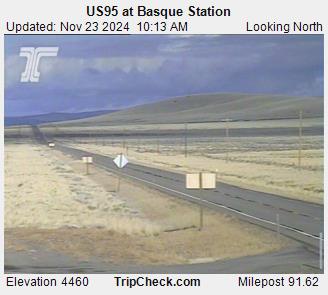 US95 at Basque Station
Updated: Nov 23 2024 10:13 AM Looking North
Elevation 4460 TripCheck.com Milepost 91.62